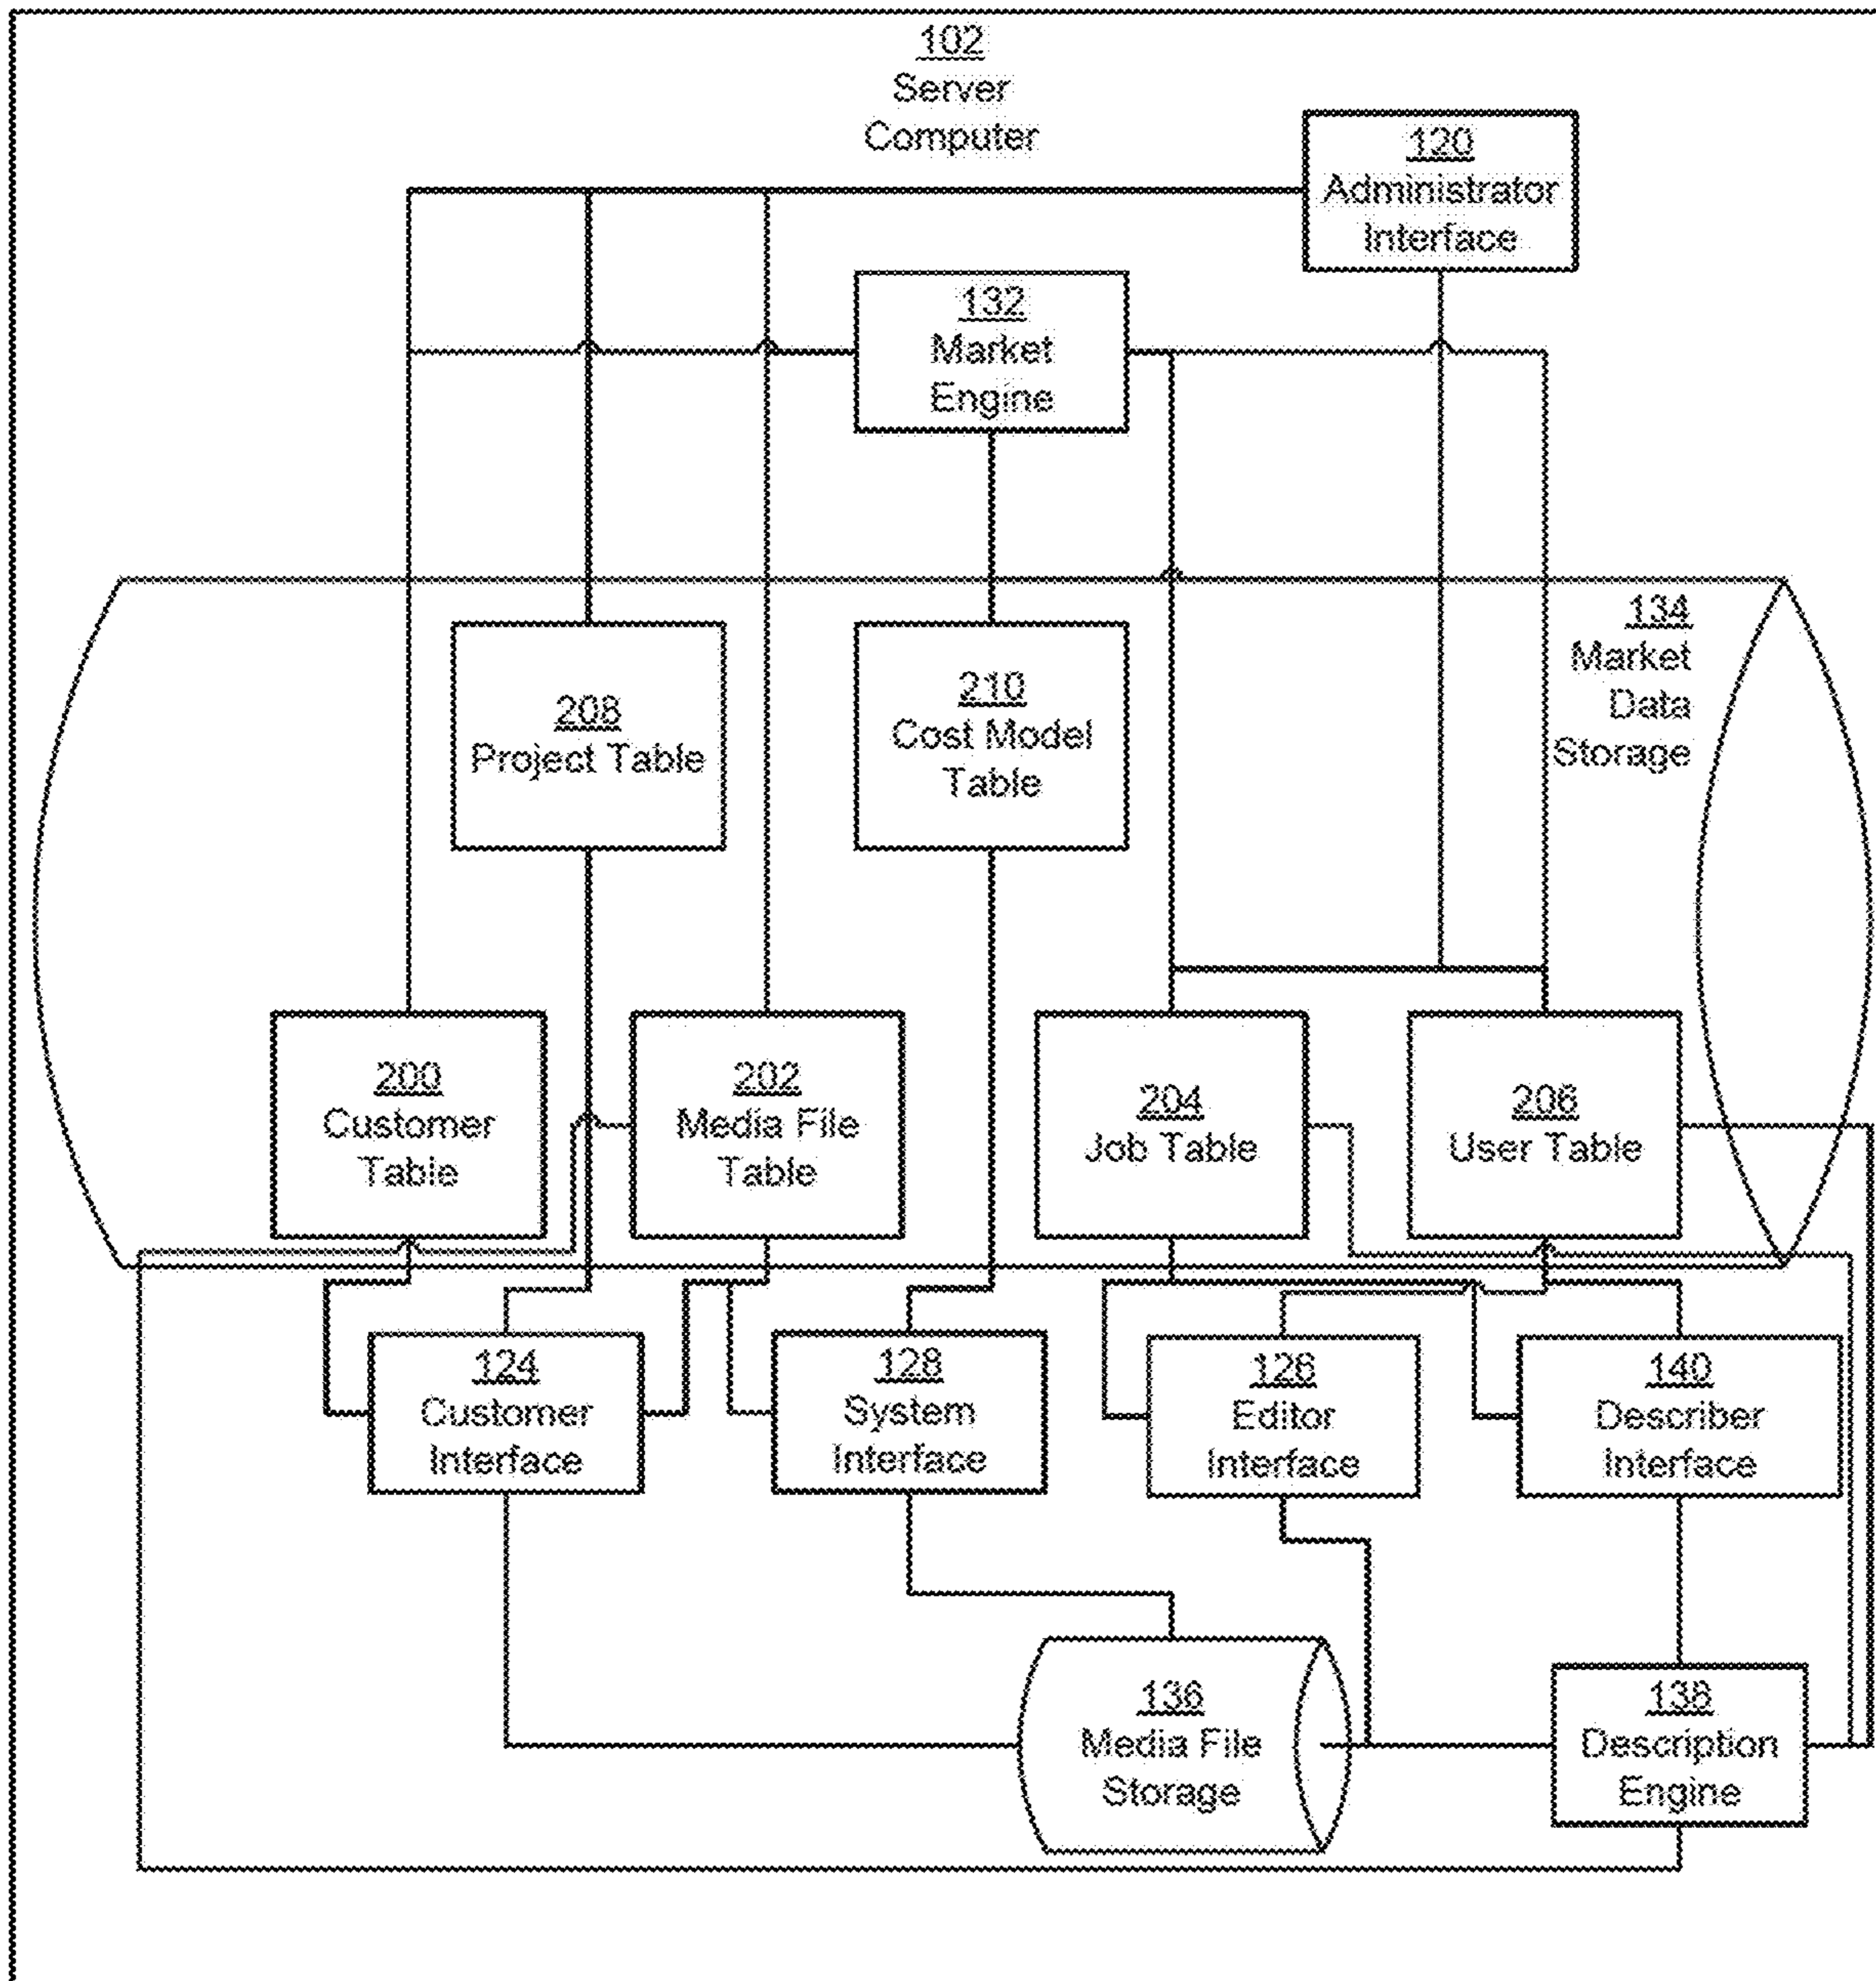 102
Server
Computer
120
Administrator
Interface
132
Market
Engine
134
Market
Data
Storage
208
Project Table
210
Cost Model
Table
200
Customer
Table
202
Media File
Table
204
Job Table
206
User Table
124
Customer
Interface
128
System
Interface
126
Editor
Interface
140
Describer
Interface
136
Media File
Storage
138
Description
Engine